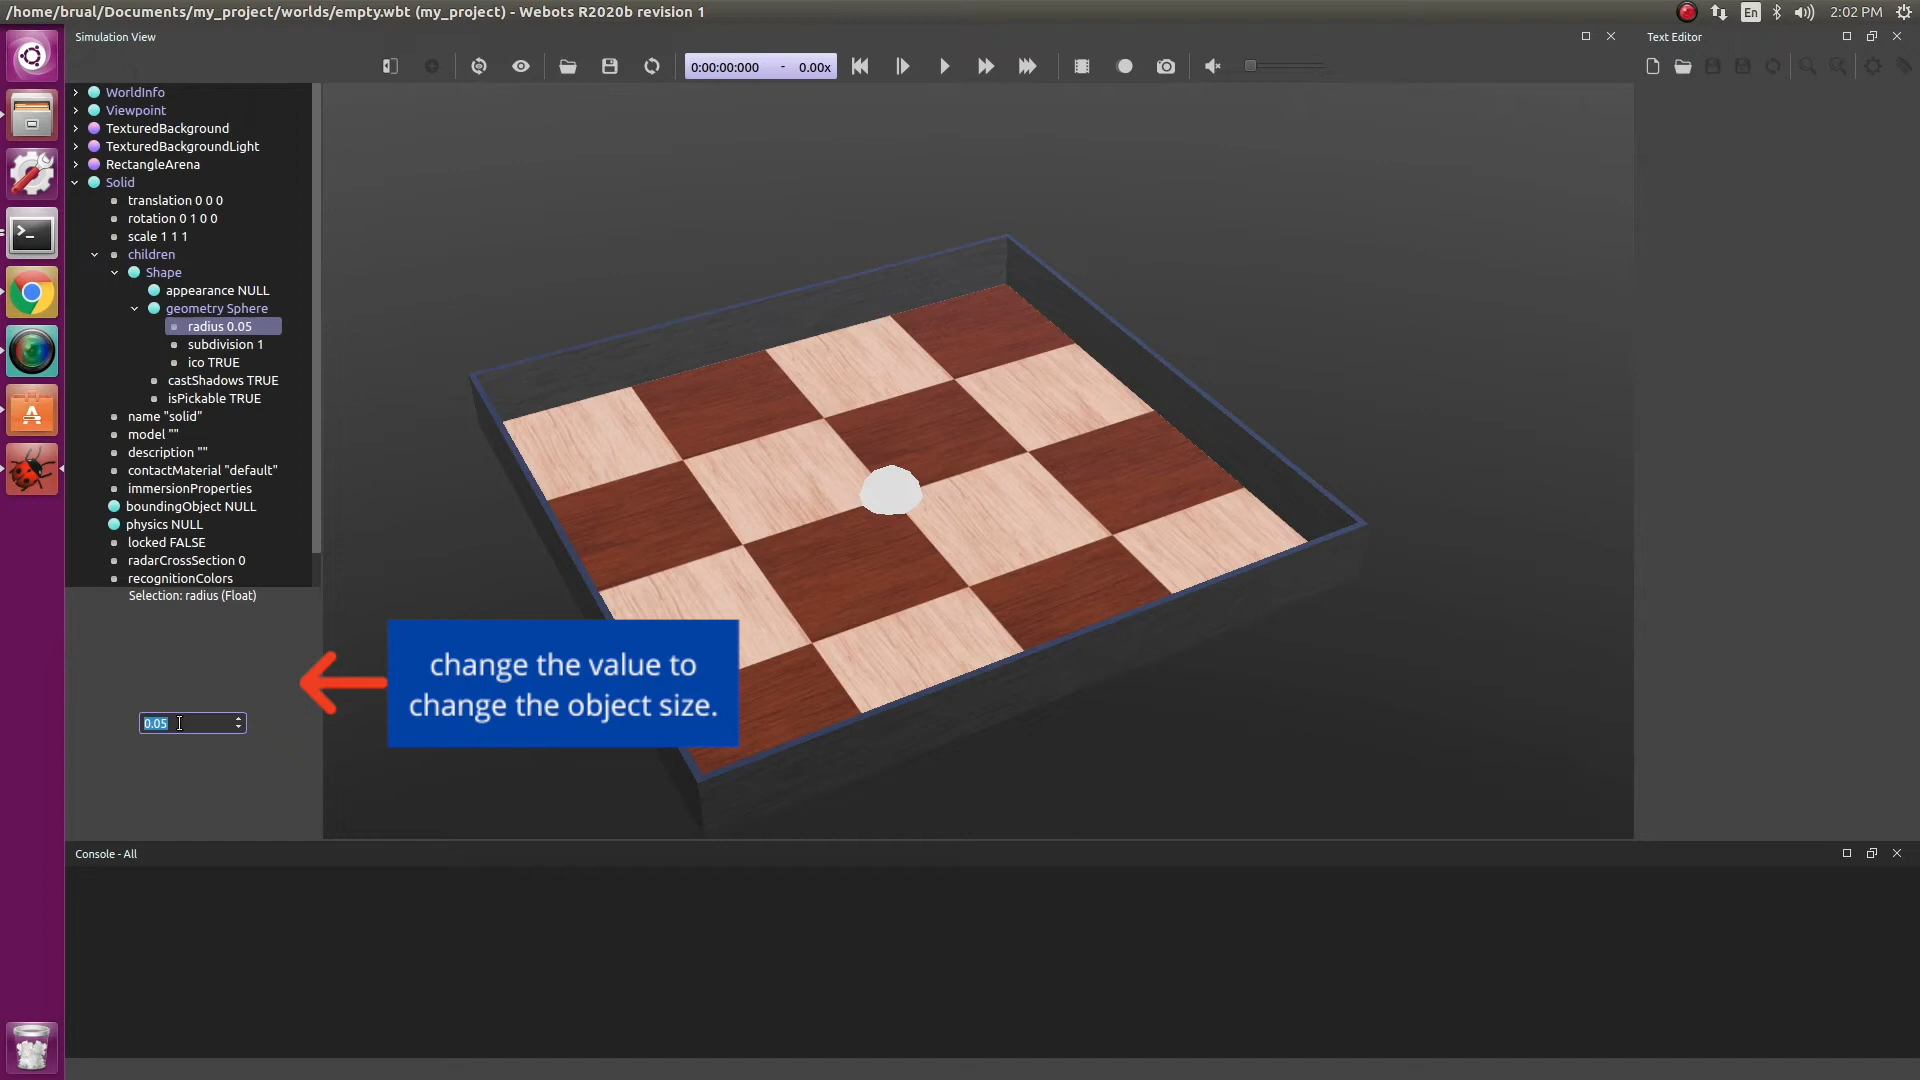 /home/brual/Documents/my_project/worlds/empty.wbt (my_project) - Webots R2020b revision 1
En
2:02 PM
Simulation View
Text Editor
0:00:00:000 - 0.00x
WorldInfo
Viewpoint
TexturedBackground
TexturedBackgroundLight
RectangleArena
Solid
translation 0 0 0
rotation 0 1 0 0
scale 1 1 1
children
Shape
appearance NULL
geometry Sphere
radius 0.05
subdivision 1
ico TRUE
castShadows TRUE
isPickable TRUE
name "solid"
model ""
description ""
contactMaterial "default"
immersionProperties
boundingObject NULL
physics NULL
locked FALSE
radarCrossSection 0
recognitionColors
Selection: radius (Float)
change the value to
change the object size.
0.05
Console - All